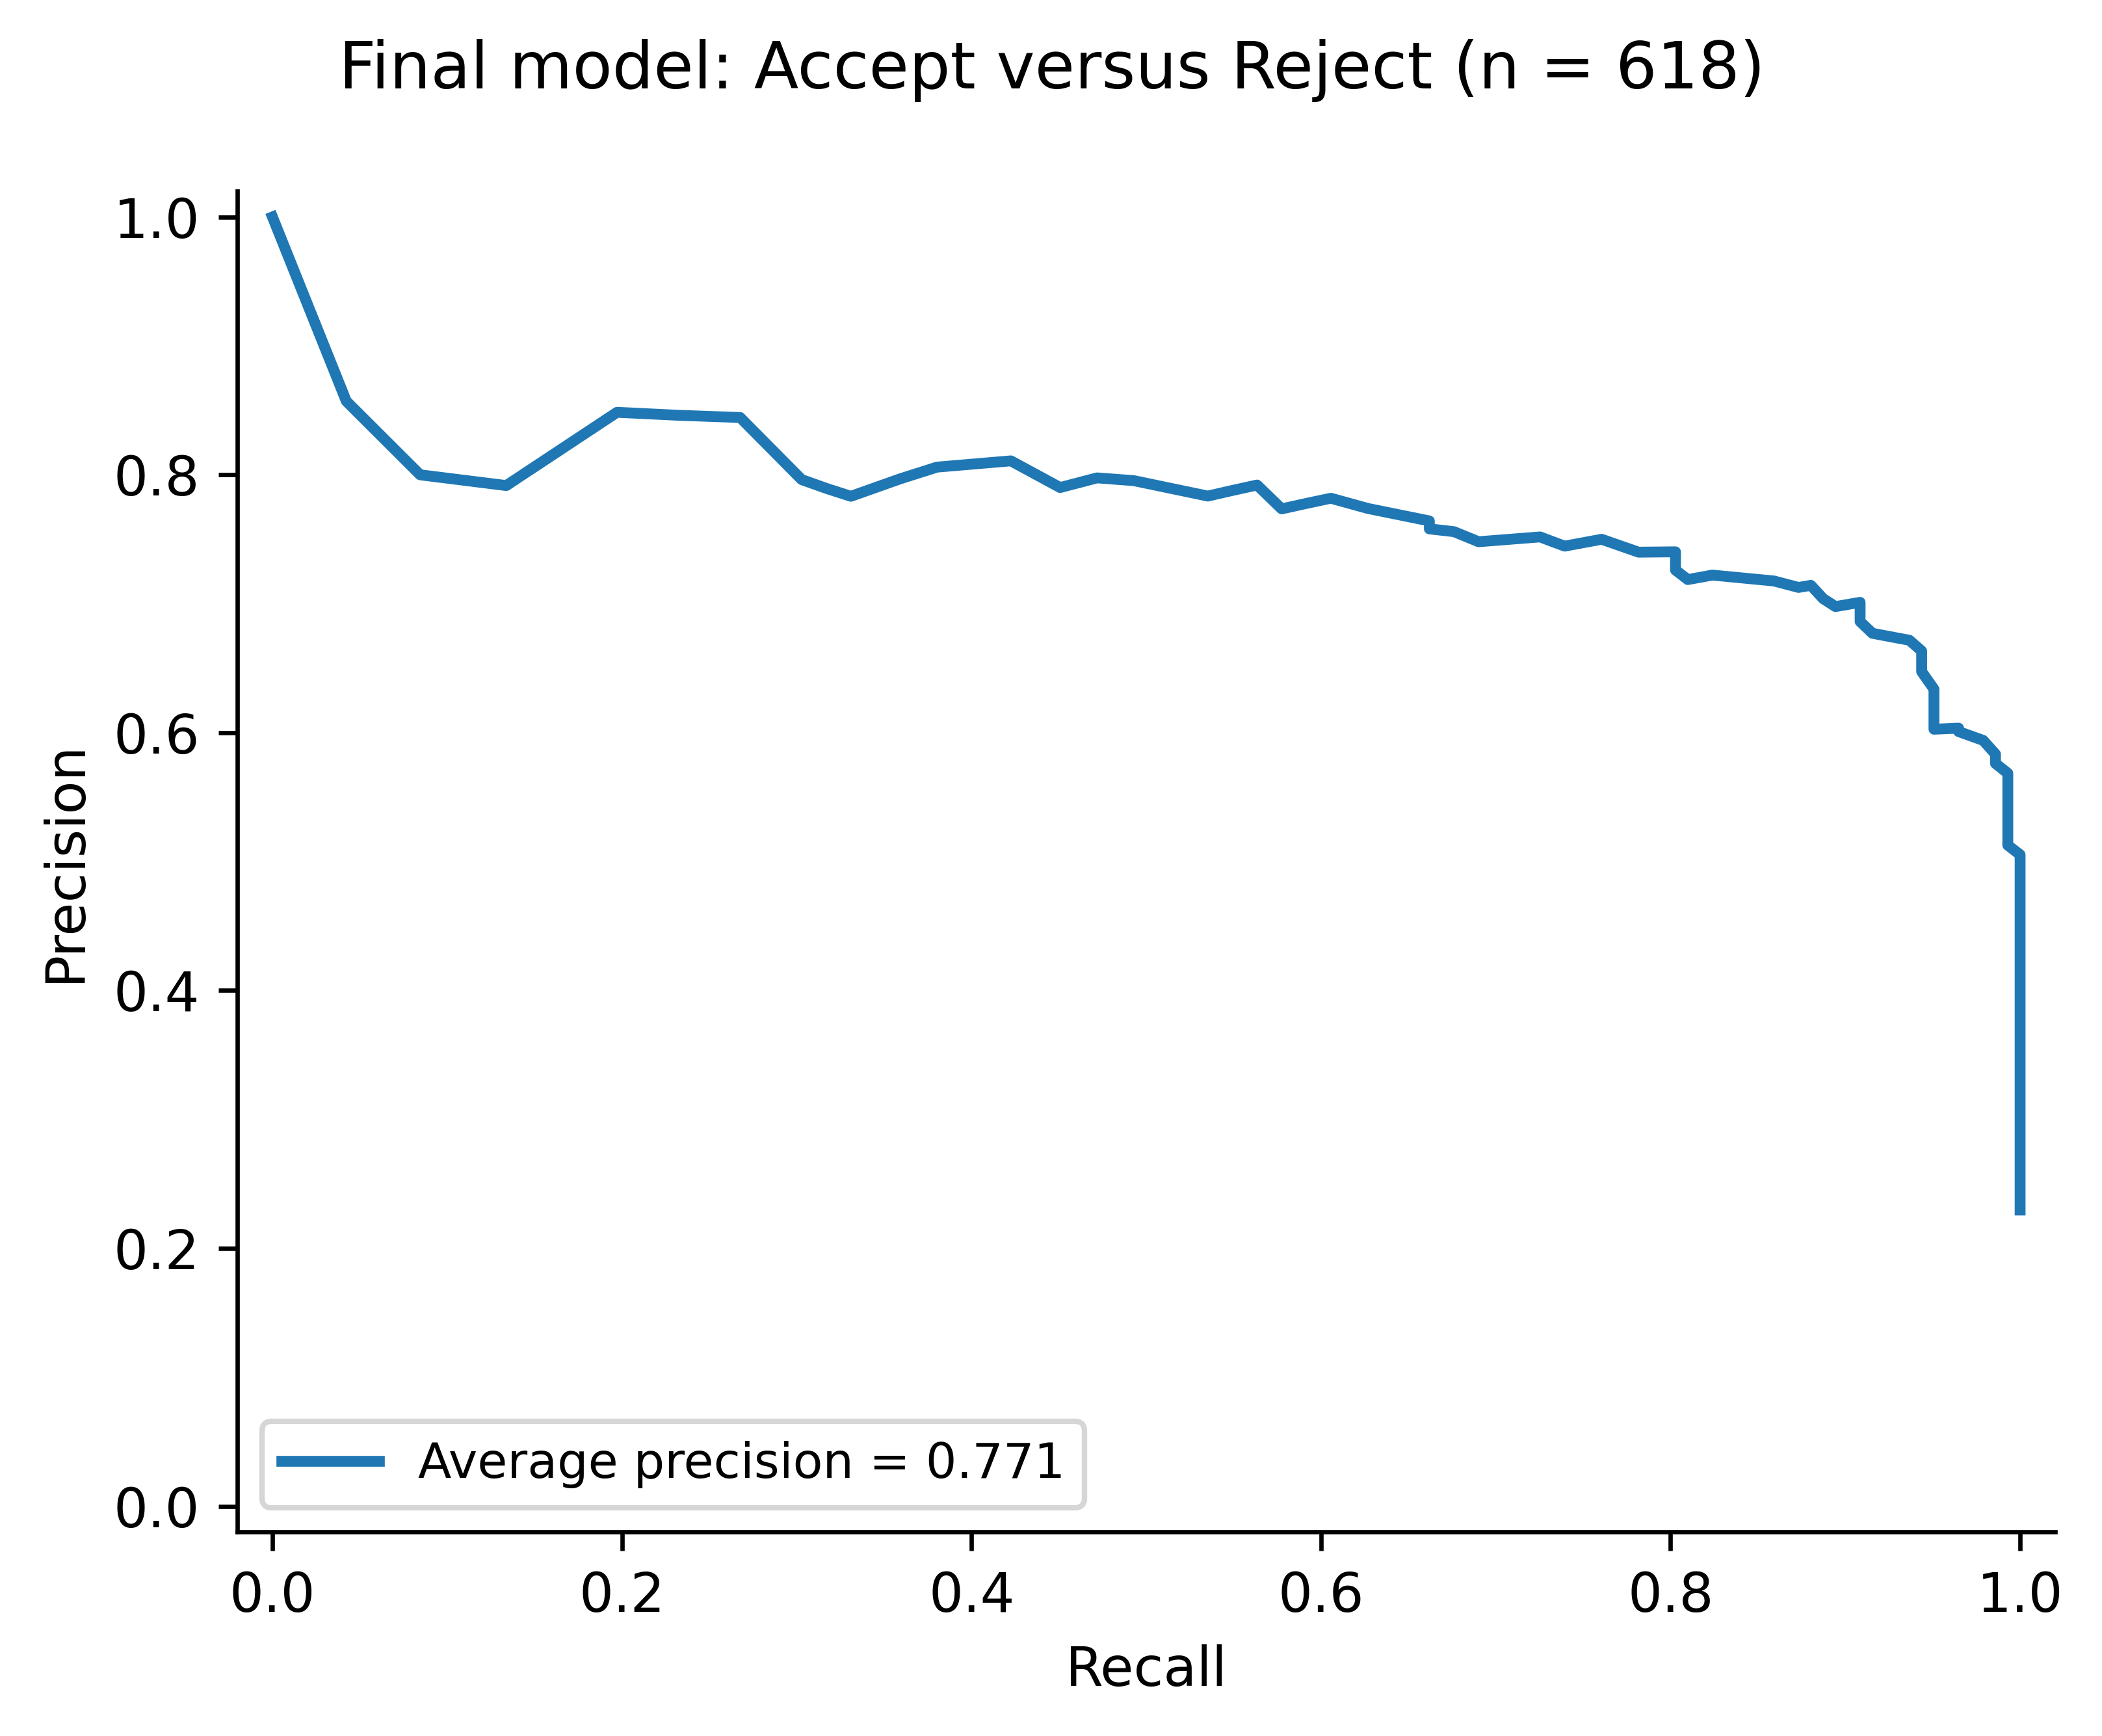 Final model: Accept versus Reject (n = 618)
1.0
0.8
0.6
0.4
0.2
0.0
Precision
Average precision = 0.771
0.0 0.2 0.4 0.6 0.8 1.0
Recall